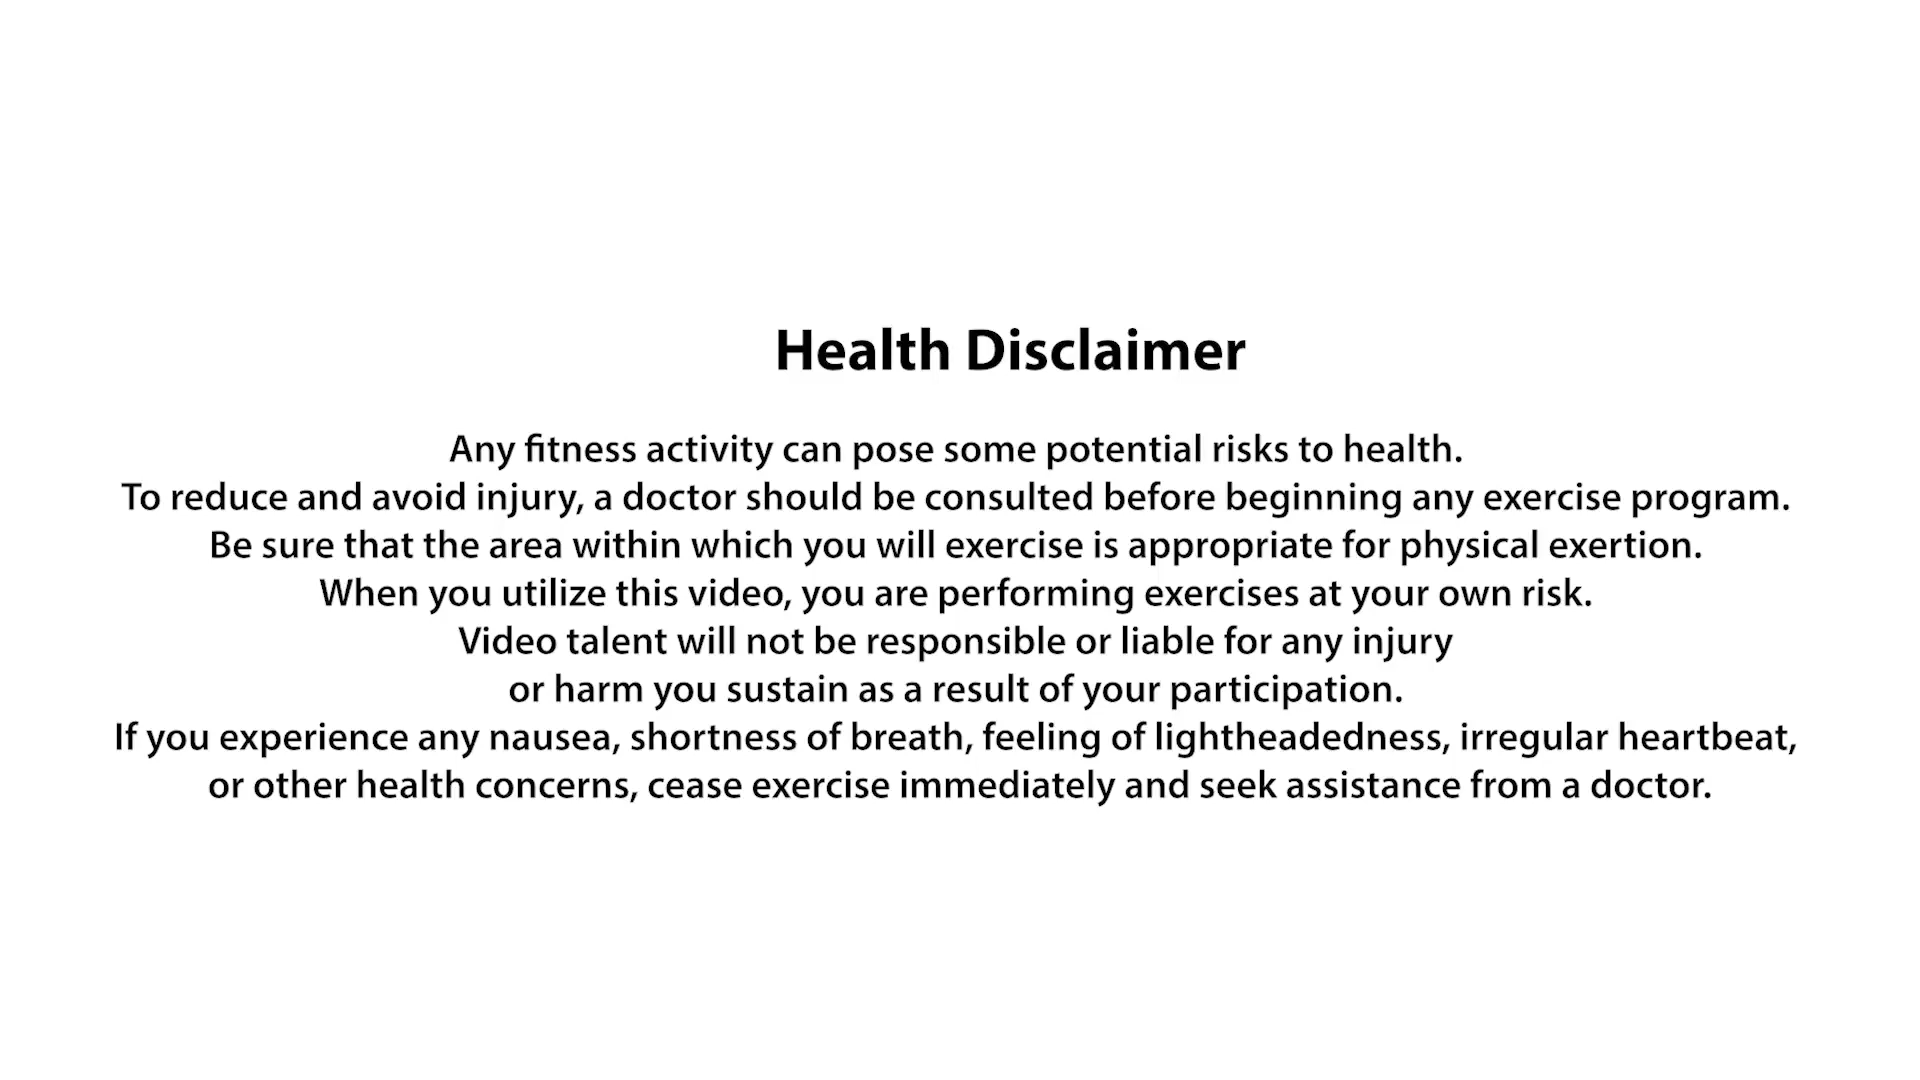 Health Disclaimer
Any fitness activity can pose some potential risks to health.
To reduce and avoid injury, a doctor should be consulted before beginning any exercise program.
Be sure that the area within which you will exercise is appropriate for physical exertion.
When you utilize this video, you are performing exercises at your own risk.
Video talent will not be responsible or liable for any injury
or harm you sustain as a result of your participation.
If you experience any nausea, shortness of breath, feeling of lightheadedness, irregular heartbeat,
or other health concerns, cease exercise immediately and seek assistance from a doctor.